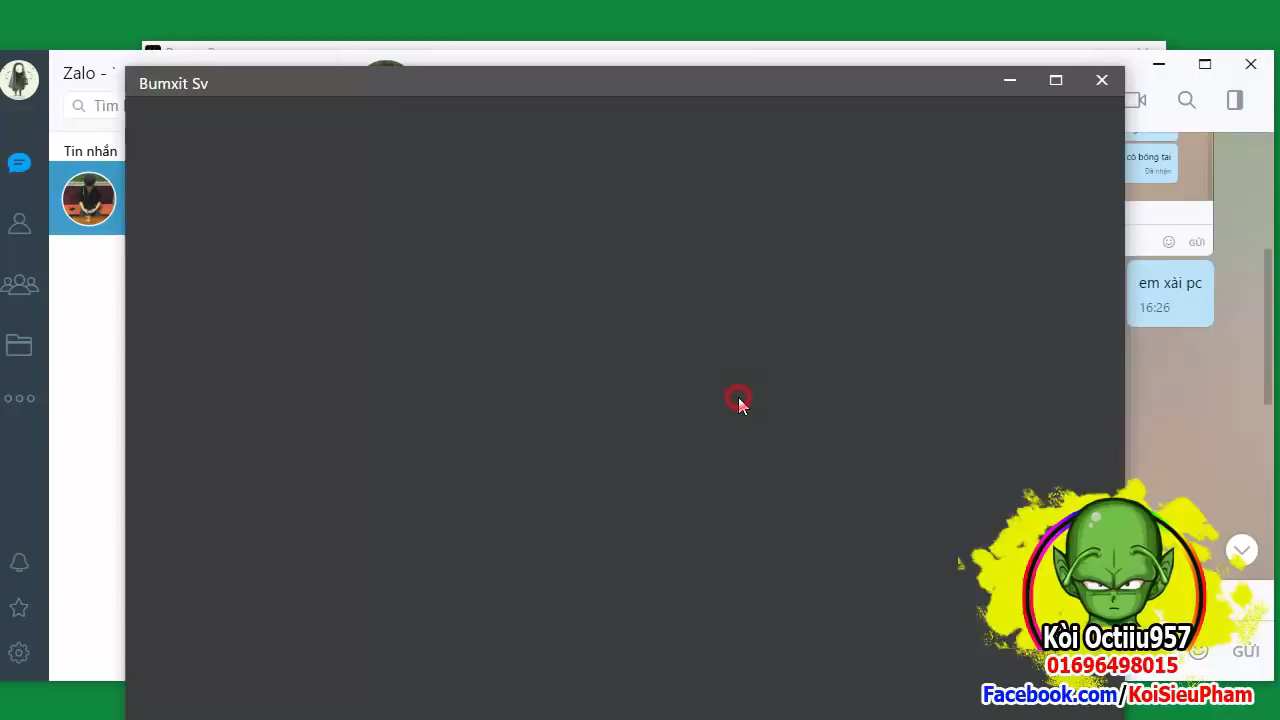 Zalo - `
Bumxit Sv
Tìm
Tin nhắn
có bóng tai
Đã nhận
GỬI
em xài pc
16:26
GỬI
Kòi Octiiu957
01696498015
Facebook.com/KoiSieuPham